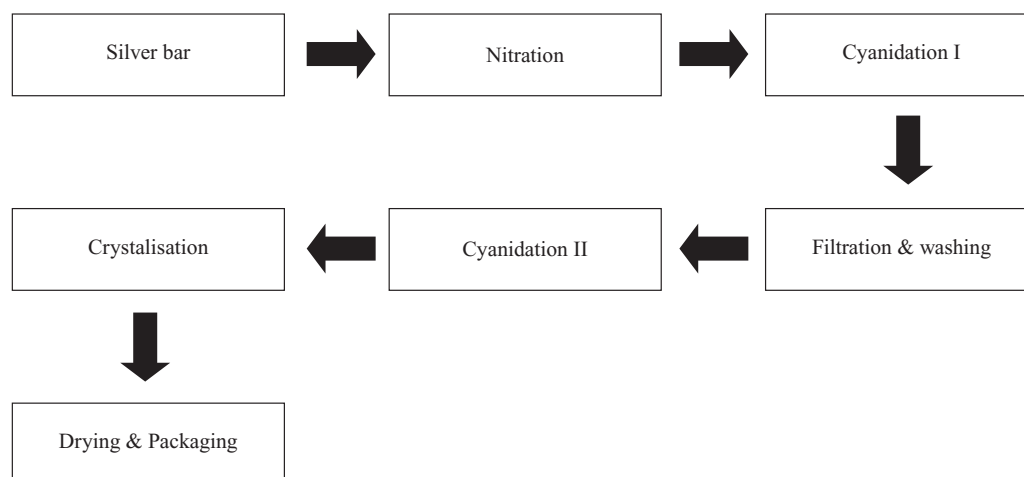 Silver bar
Nitration
Cyanidation I
Filtration & washing
Cyanidation II
Crystalisation
Drying & Packaging